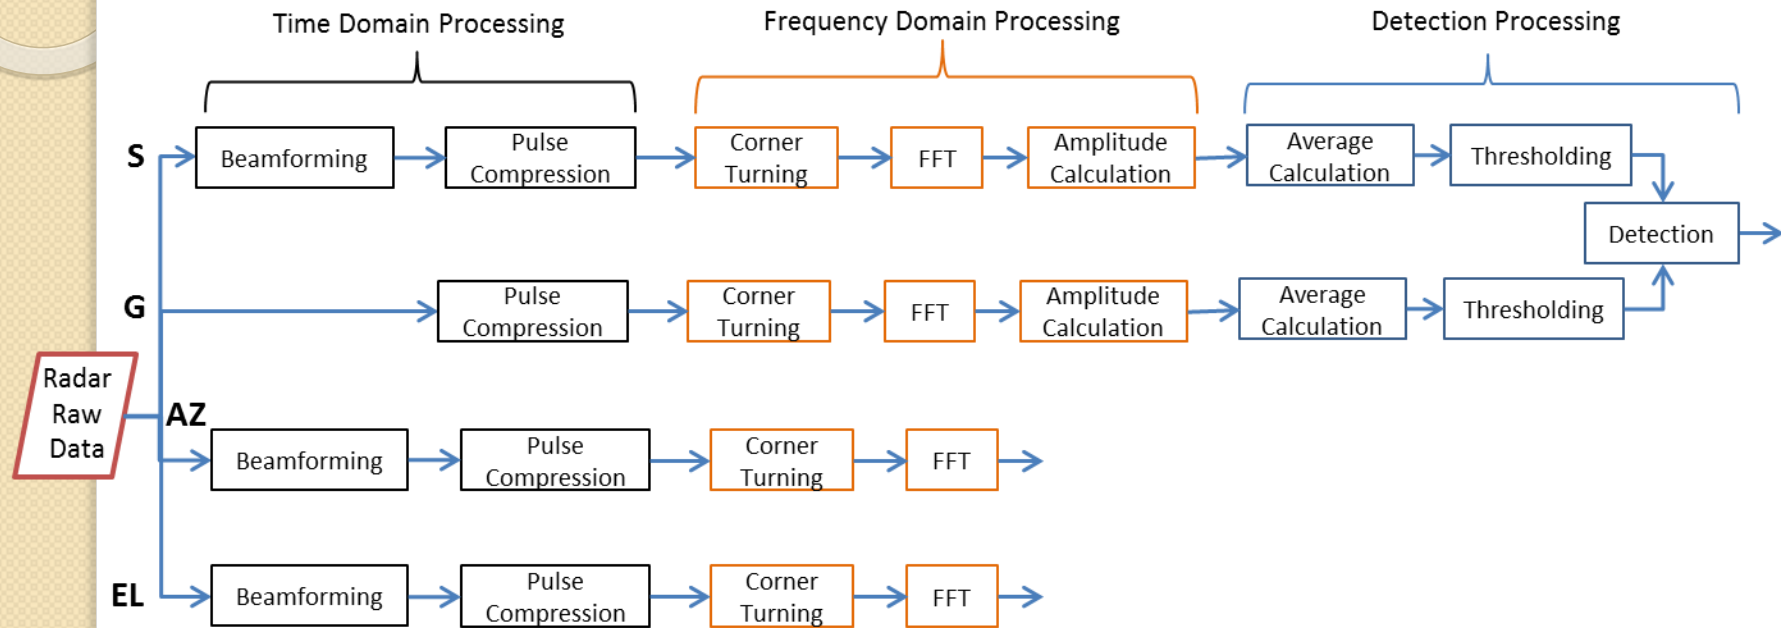 Time Domain Processing
Frequency Domain Processing
Detection Processing
S
Beamforming
Pulse
Compression
Corner
Turning
FFT
Amplitude
Calculation
Average
Calculation
Thresholding
Detection
G
Pulse
Compression
Corner
Turning
FFT
Amplitude
Calculation
Average
Calculation
Thresholding
Radar
Raw
Data
AZ
Beamforming
Pulse
Compression
Corner
Turning
FFT
EL
Beamforming
Pulse
Compression
Corner
Turning
FFT